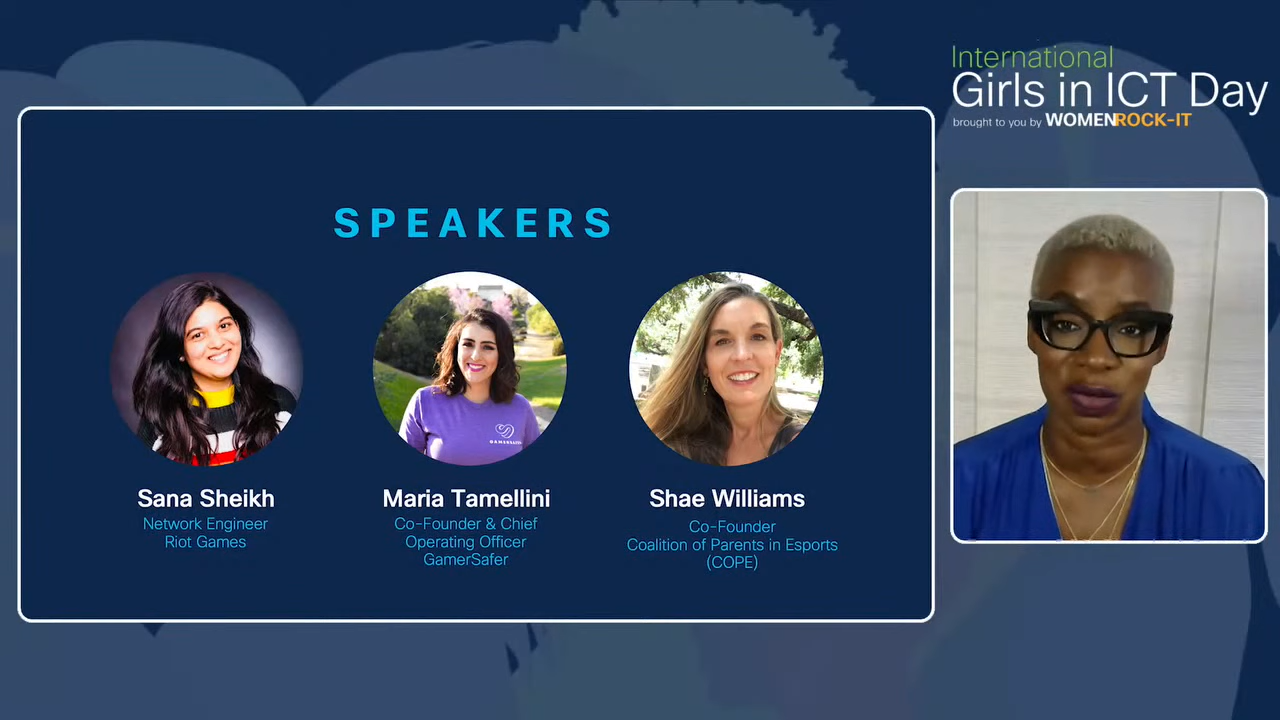 International
Girls in ICT Day
brought to you by WOMENROCK-IT
SPEAKERS
Sana Sheikh
Network Engineer
Riot Games
Maria Tamellini
Co-Founder & Chief
Operating Officer
GamerSafer
Shae Williams
Co-Founder
Coalition of Parents in Esports
(COPE)